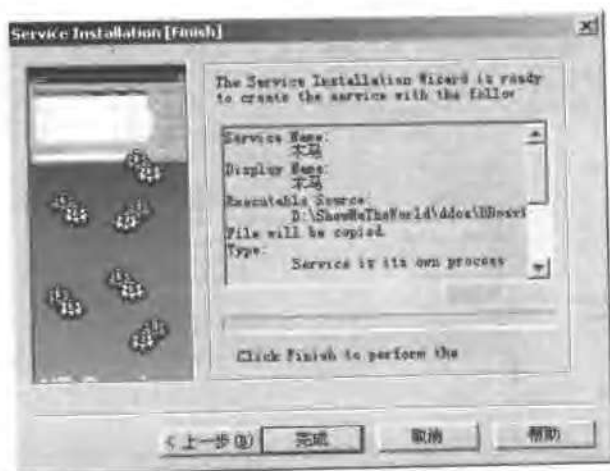 Service Installation [Finish]
The Service Installation Wizard is ready
to create the service with the follow
Service Name:
木马
Display Name:
木马
Executable Source:
D:\ShowMeTheWorld\ddos\DDosvi
File will be copied
Type:
Service is its own process
Click Finish to perform the
<上一步(B)
完成
取消
帮助